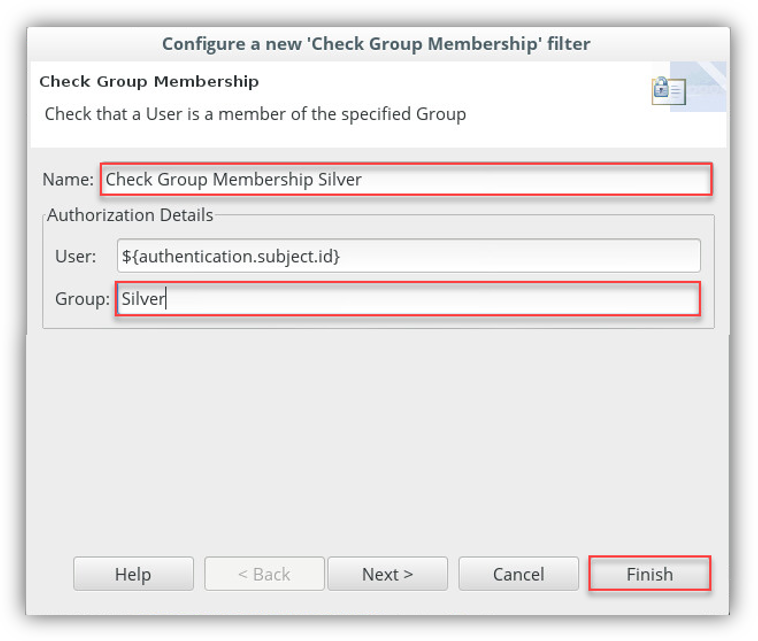 Configure a new 'Check Group Membership' filter
Check Group Membership
Check that a User is a member of the specified Group
Name: Check Group Membership Silver
Authorization Details
User: ${authentication.subject.id}
Group: Silver
Help < Back Next > Cancel Finish